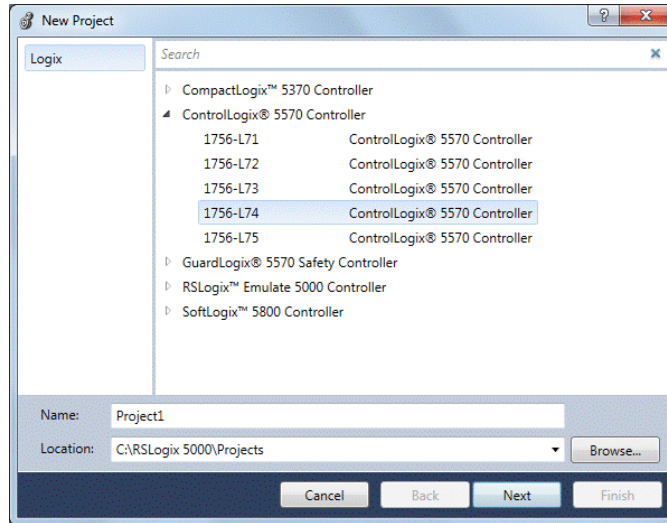 New Project
Logix
Search
CompactLogix™ 5370 Controller
ControlLogix® 5570 Controller
1756-L71 ControlLogix® 5570 Controller
1756-L72 ControlLogix® 5570 Controller
1756-L73 ControlLogix® 5570 Controller
1756-L74 ControlLogix® 5570 Controller
1756-L75 ControlLogix® 5570 Controller
GuardLogix® 5570 Safety Controller
RSLogix™ Emulate 5000 Controller
SoftLogix™ 5800 Controller
Name: Project1
Location: C:\RSLogix 5000\Projects Browse...
Cancel Back Next Finish